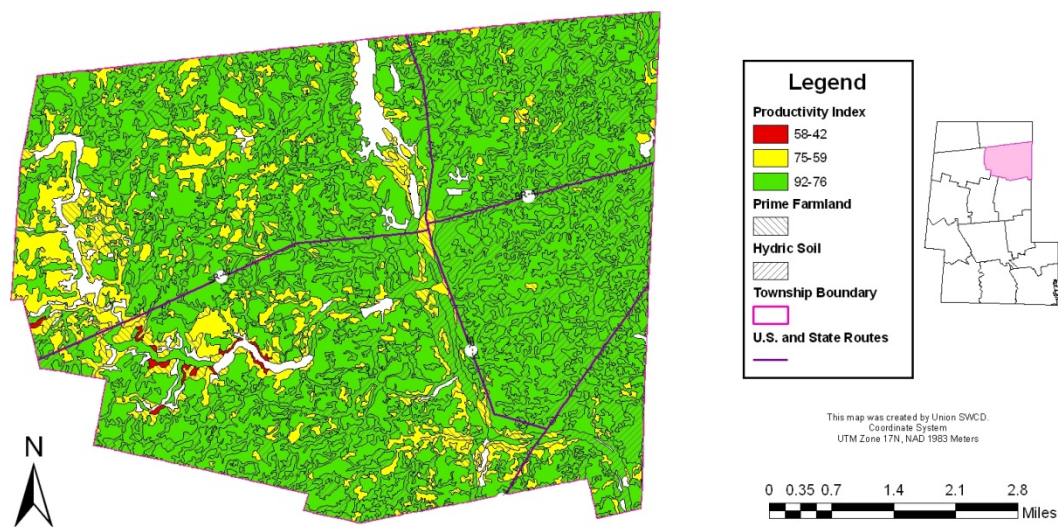 Legend
Productivity Index
58-42
75-59
92-76
Prime Farmland
Hydric Soil
Township Boundary
U.S. and State Routes
This map was created by Union SWCD.
Coordinate System
UTM Zone 17N, NAD 1983 Meters
N
0 0.35 0.7 1.4 2.1 2.8
Miles